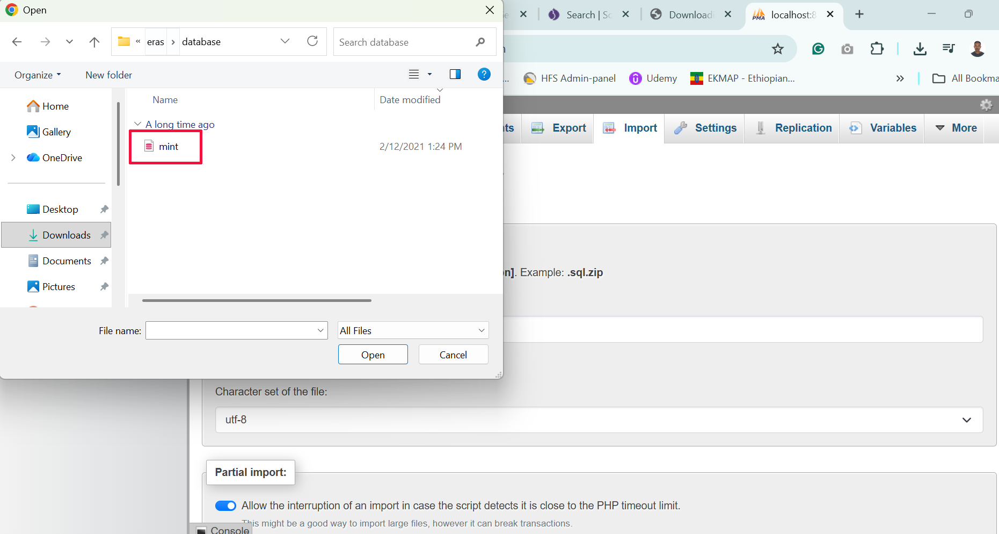 Open
Search | Sc
Download
localhost:8
eras
database
Search database
Organize
New folder
HFS Admin-panel
Udemy
EKMAP - Ethiopian...
All Bookma
Name
Date modified
Home
Gallery
OneDrive
Desktop
Downloads
Documents
Pictures
A long time ago
mint
2/12/2021 1:24 PM
ts
Export
Import
Settings
Replication
Variables
More
n]. Example: .sql.zip
File name:
All Files
Open
Cancel
Character set of the file:
utf-8
Partial import:
Allow the interruption of an import in case the script detects it is close to the PHP timeout limit.
This might be a good way to import large files, however it can break transactions.
Console